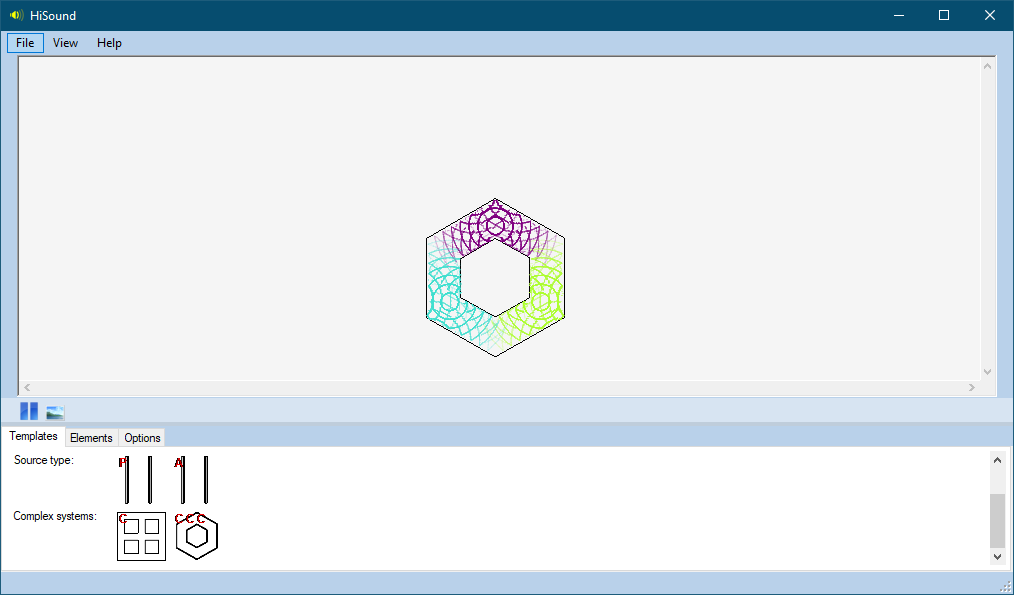 HiSound
File View Help
Templates Elements Options
Source type:
P A
Complex systems:
C C C C